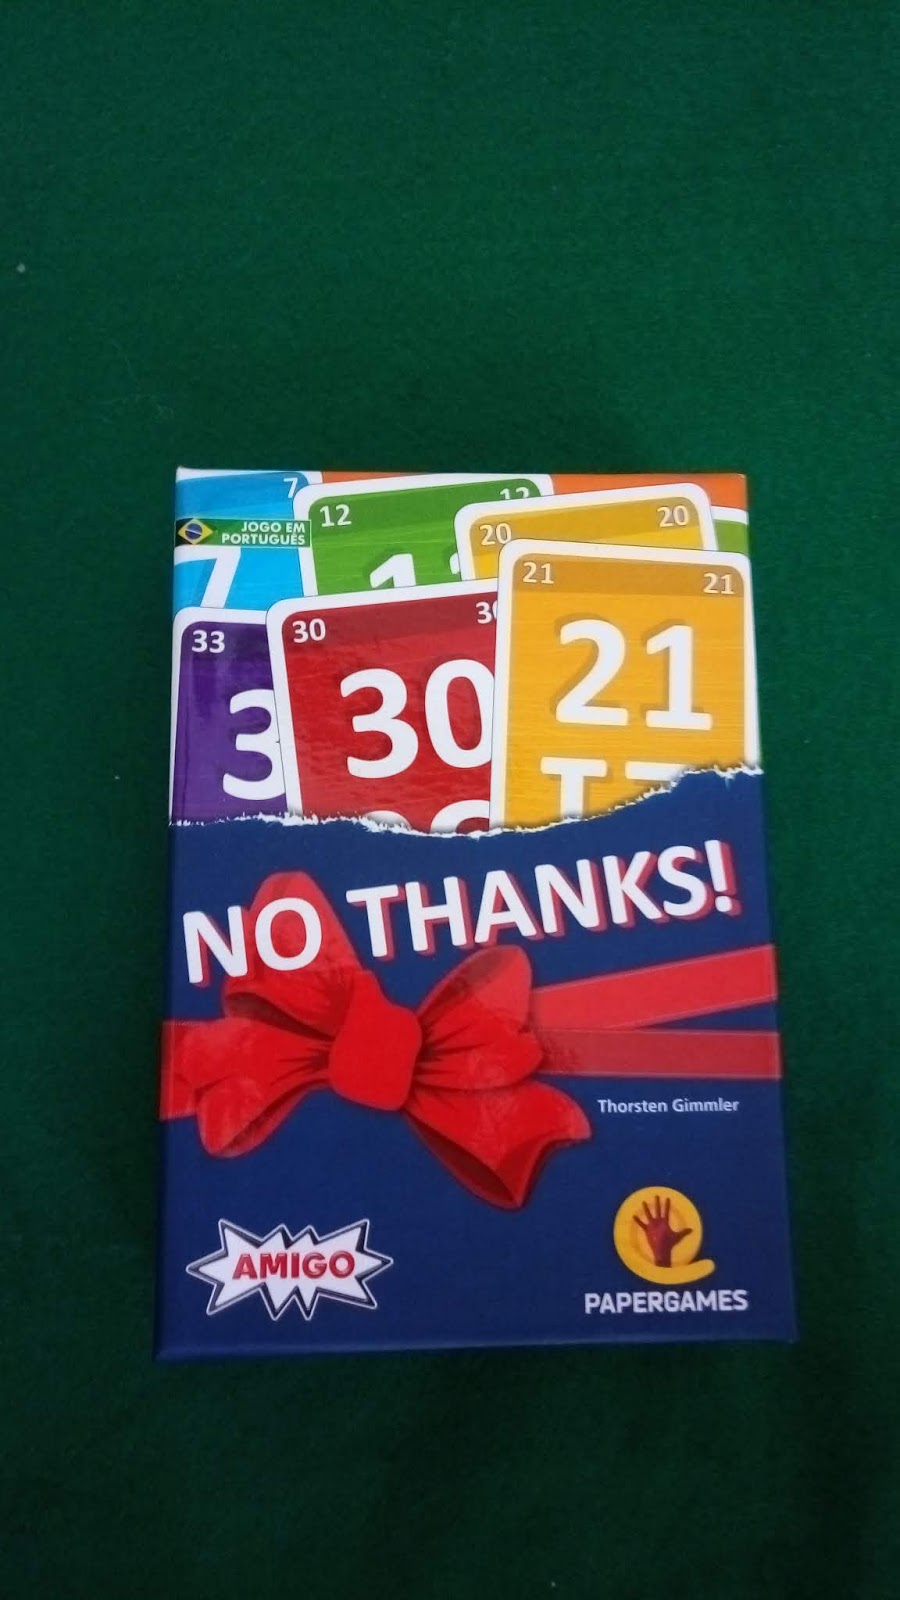 7
12
12
20
20
JOGO EM
PORTUGUÊS
21
21
33
30
30
21
NO THANKS!
Thorsten Gimmler
AMIGO
PAPERGAMES